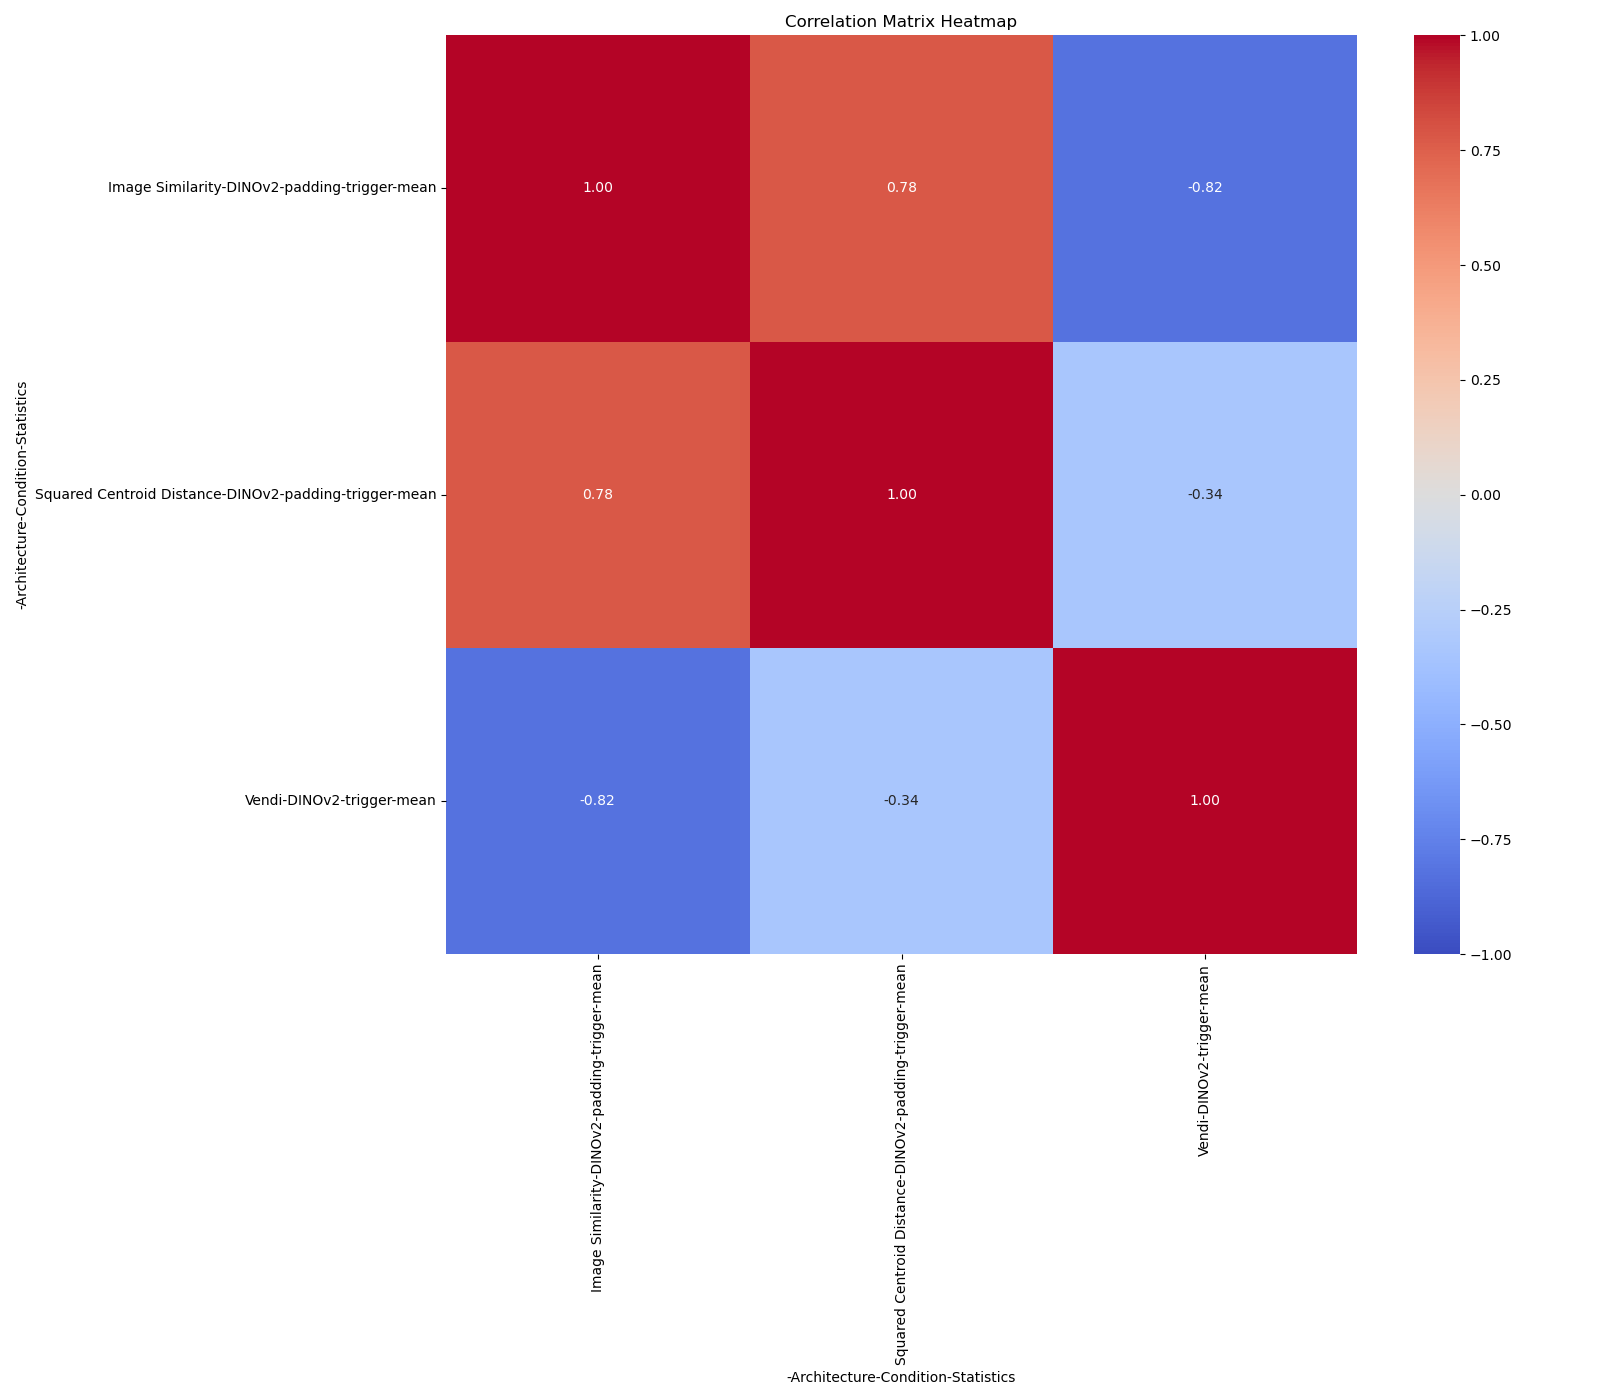 Correlation Matrix Heatmap
-Architecture-Condition-Statistics
Image Similarity-DINOv2-padding-trigger-mean
1.00
0.78
-0.82
Squared Centroid Distance-DINOv2-padding-trigger-mean
0.78
1.00
-0.34
Vendi-DINOv2-trigger-mean
-0.82
-0.34
1.00
Image Similarity-DINOv2-padding-trigger-mean
Squared Centroid Distance-DINOv2-padding-trigger-mean
Vendi-DINOv2-trigger-mean
-Architecture-Condition-Statistics
1.00
0.75
0.50
0.25
0.00
−0.25
−0.50
−0.75
−1.00